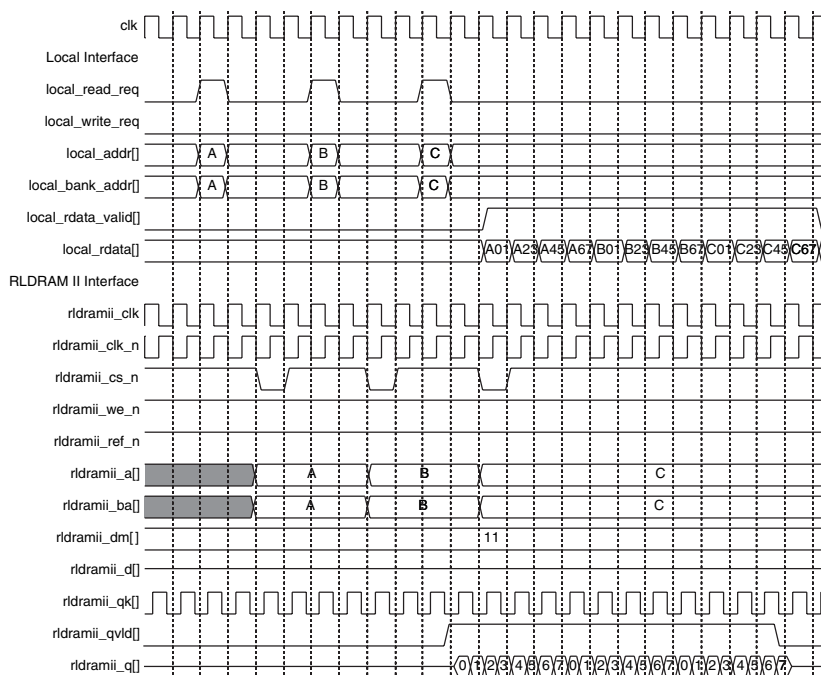 clk
Local Interface
local_read_req
local_write_req
local_addr[] A B C
local_bank_addr[] A B C
local_rdata_valid[]
local_rdata[] A01 A23 A45 A67 B01 B23 B45 B67 C01 C23 C45 C67
RLDRAM II Interface
rldramii_clk
rldramii_clk_n
rldramii_cs_n
rldramii_we_n
rldramii_ref_n
rldramii_a[] A B C
rldramii_ba[] A B C
rldramii_dm[] 11
rldramii_d[]
rldramii_qk[]
rldramii_qvld[]
rldramii_q[] 0 1 2 3 4 5 6 7 0 1 2 3 4 5 6 7 0 1 2 3 4 5 6 7